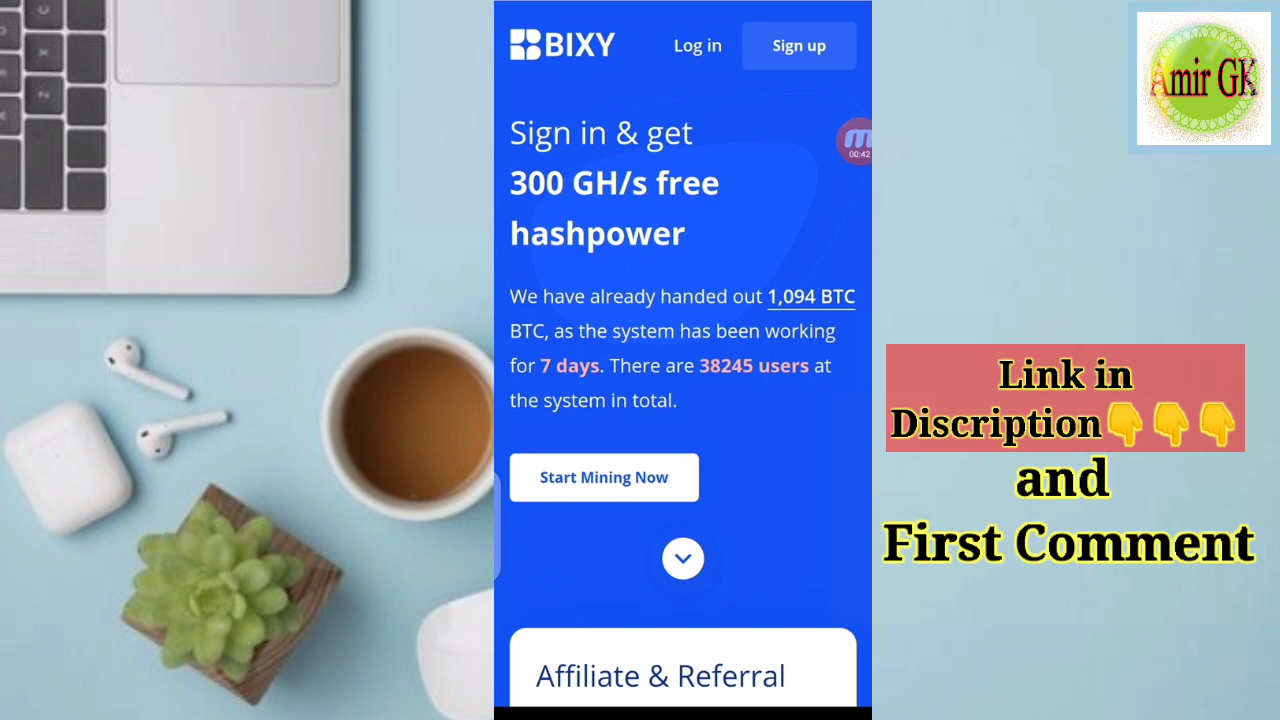 BIXY
Log in
Sign up
Sign in & get
300 GH/s free
hashpower
We have already handed out 1,094 BTC
BTC, as the system has been working
for 7 days. There are 38245 users at
the system in total.
Start Mining Now
Affiliate & Referral
m
00:42
Amir GK
Link in
Discription👇👇👇
and
First Comment
X
Z